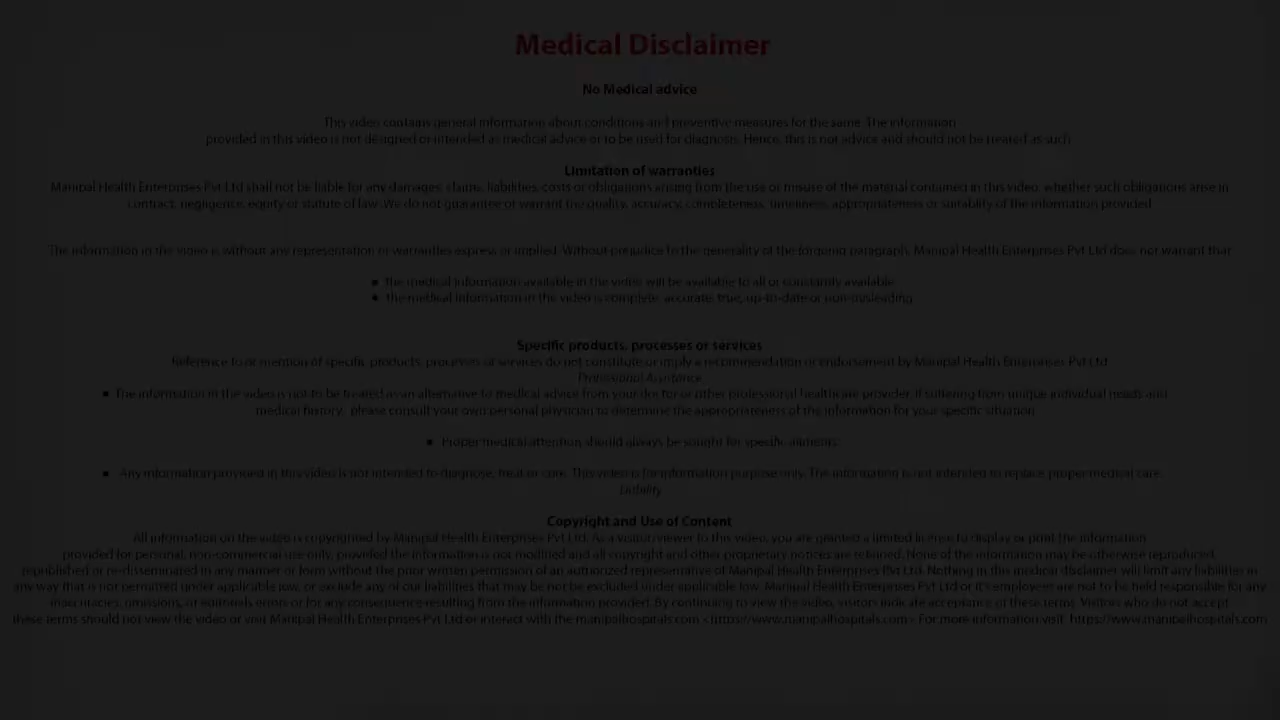 Medical Disclaimer
No Medical advice
This video contains general information about conditions and preventive measures for the same. The information
provided in this video is not designed or intended as medical advice or to be used for diagnosis. Hence, this is not advice and should not be treated as such
Limitation of warranties
Manipal Health Enterprises Pvt Ltd shall not be liable for any damages, claims, liabilities, costs or obligations arising from the use or misuse of the material contained in this video, whether such obligations arise in
contract, negligence, equity or statute of law. We do not guarantee or warrant the quality, accuracy, completeness, timeliness, appropriateness or suitability of the information provided
The information in the video is without any representation or warranties express or implied. Without prejudice to the generality of the forgoing paragraph, Manipal Health Enterprises Pvt Ltd does not warrant that
• the medical information available in the video will be available to all or constantly available
• the medical information in the video is complete, accurate, true, up-to-date or non-misleading
Specific products, processes or services
Reference to or mention of specific products, processes or services do not constitute or imply a recommendation or endorsement by Manipal Health Enterprises Pvt Ltd
Professional Assistance
• The information in the video is not to be treated as an alternative to medical advice from your doctor or other professional healthcare provider. If suffering from unique individual needs and
medical history, please consult your own personal physician to determine the appropriateness of the information for your specific situation
• Proper medical attention should always be sought for specific ailments.
• Any information provided in this video is not intended to diagnose, treat or cure. This video is for information purpose only. The information is not intended to replace proper medical care.
Liability
Copyright and Use of Content
All information on the video is copyrighted by Manipal Health Enterprises Pvt Ltd. As a visitor/viewer to this video, you are granted a limited license to display or print the information
provided for personal, non-commercial use only, provided the information is not modified and all copyright and other proprietary notices are retained. None of the information may be otherwise reproduced,
republished or re-disseminated in any manner or form without the prior written permission of an authorized representative of Manipal Health Enterprises Pvt Ltd. Nothing in this medical disclaimer will limit any liabilities in
any way that is not permitted under applicable law, or exclude any of our liabilities that may be not be excluded under applicable law. Manipal Health Enterprises Pvt Ltd or it's employees are not to be held responsible for any
inaccuracies, omissions, or editorials errors or for any consequence resulting from the information provided. By continuing to view the video, visitors indicate acceptance of these terms. Visitors who do not accept
these terms should not view the video or visit Manipal Health Enterprises Pvt Ltd or interact with the manipalhospitals.com <https://www.manipalhospitals.com> For more information visit https://www.manipalhospitals.com